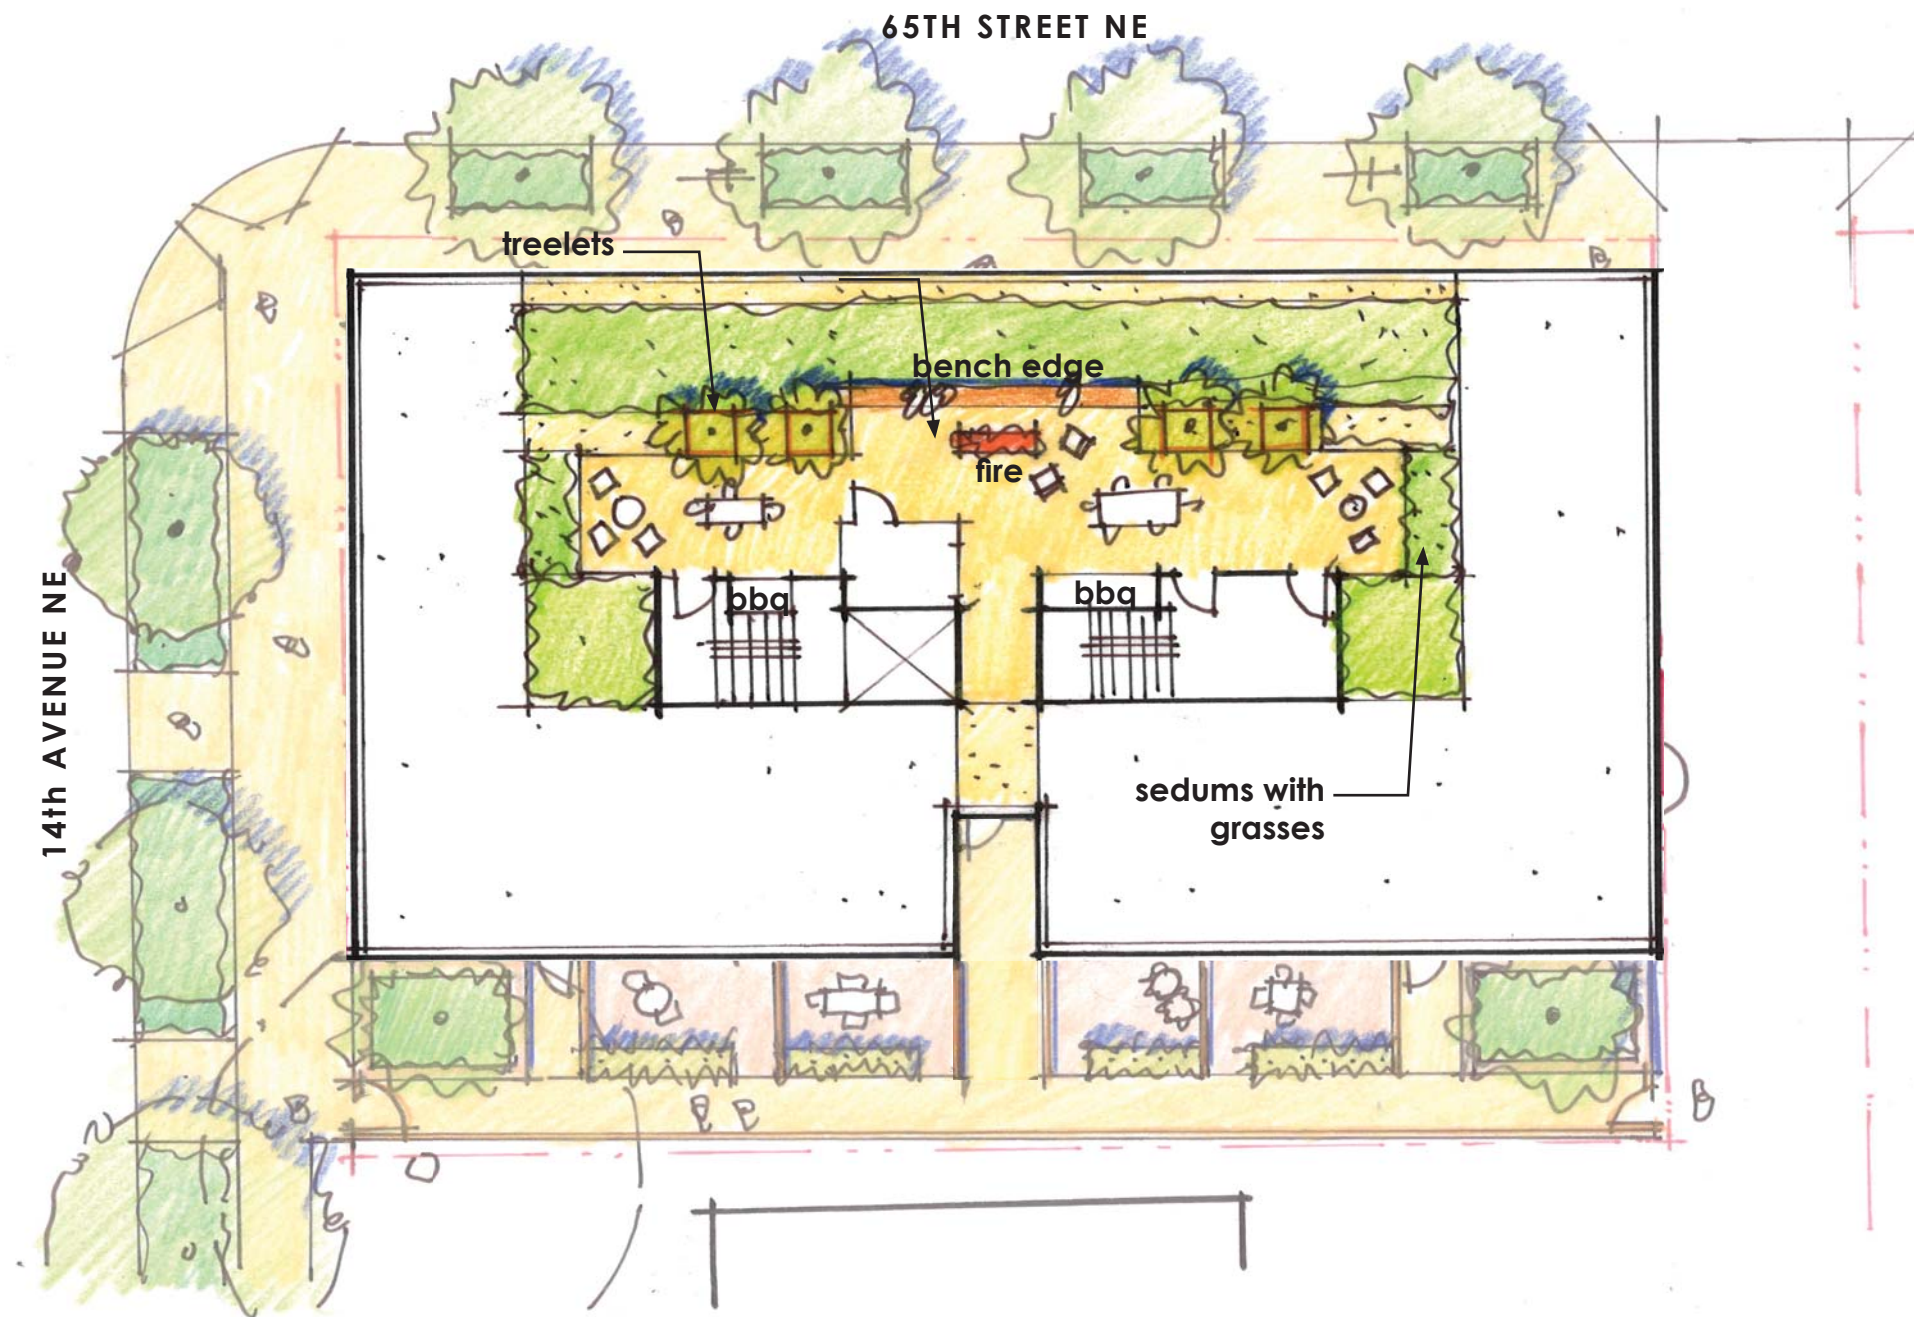 65TH STREET NE
treelets
bench edge
fire
bbq
bbq
14th AVENUE NE
sedums with
grasses